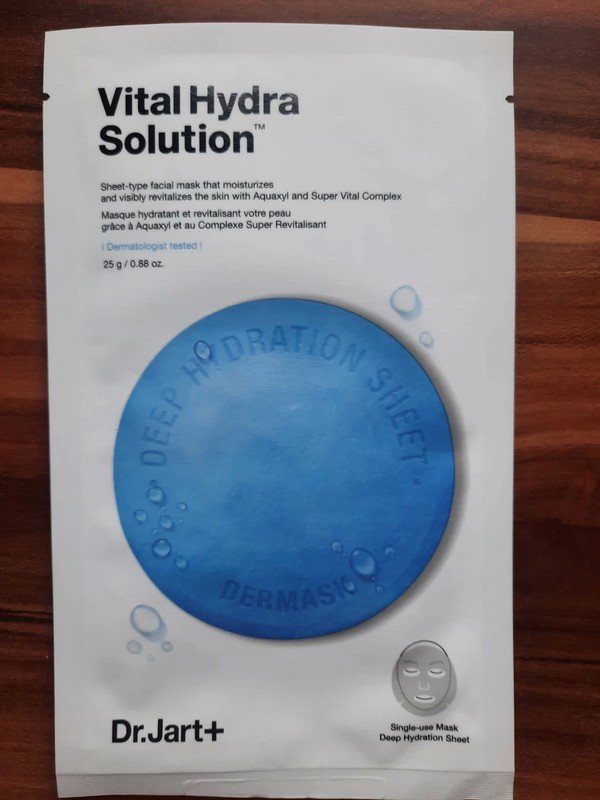 Vital Hydra
Solution™
Sheet-type facial mask that moisturizes
and visibly revitalizes the skin with Aquaxyl and Super Vital Complex
Masque hydratant et revitalisant votre peau
grâce à Aquaxyl et au Complexe Super Revitalisant
| Dermatologist tested |
25 g / 0.88 oz.
· DEEP HYDRATION SHEET ·
DERMASK
Dr.Jart+
Single-use Mask
Deep Hydration Sheet